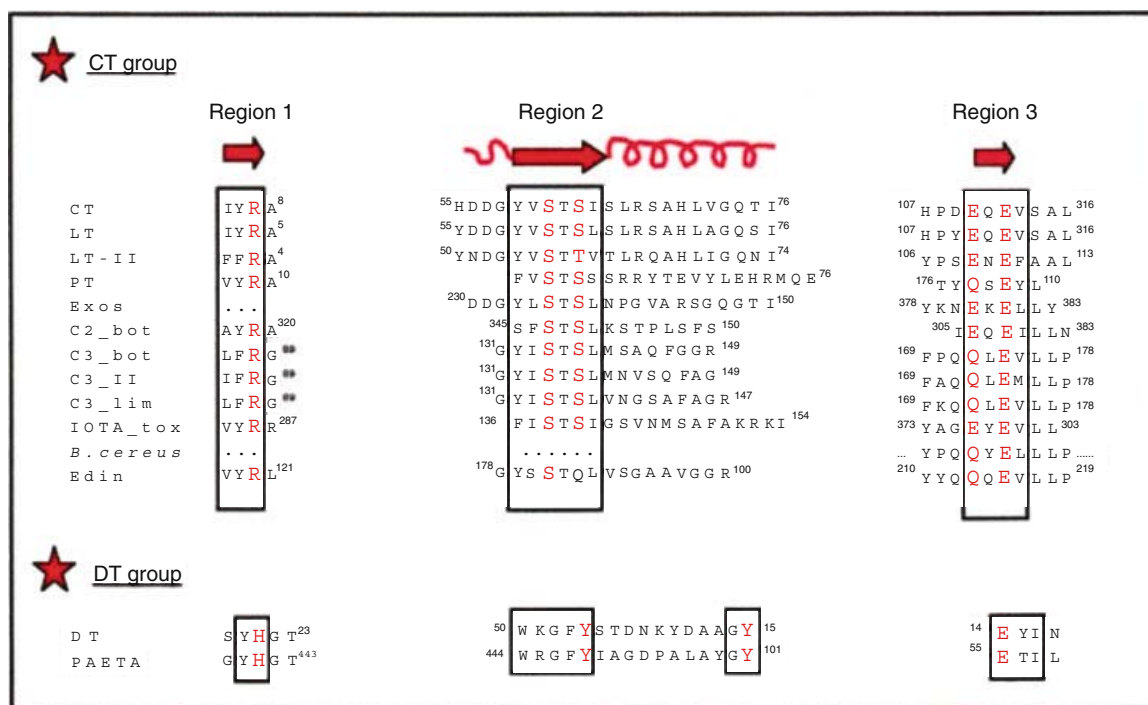 CT group
Region 1 Region 2 Region 3
CT IYRA8 55HDDGYVSTSISLRSAHLVGQTI76 107HPDEQEVSAL316
LT IYRA5 55YDDGYVSTSLSLRSAHLAGQSI76 107HPYEQEVSAL316
LT-II FFRA4 50YNDGYVSTTVTLRQAHLIGQNI74 106YPSENEFAAL113
PT VYRA10 FVSTSSSRRYTEVYLEHRMQE76 176TYQSEYL110
Exos ... 230DDGYLSTSLNPGVARSGQGTI150 378YKNEKELLY383
C2_bot AYRA320 345SFSTSLKSTPLSFS150 305IEQEILLN383
C3_bot LFRG 131GYISTSLMSAQFGGR149 169FPQQLEVLLP178
C3_II IFRG 131GYISTSLMNVSQFAG149 169FAQQLEMLLP178
C3_lim LFRG 131GYISTSLVNGSAFAGR147 169FKQQLEVLLP178
IOTA_tox VYRR287 136FISTSIGSVNMSAFAKRKI154 373YAGEYEVLL303
B.cereus ... ...... ...YPQQYELLLP......
Edin VYRL121 178GYSSTQLVSGAAVGGR100 210YYQQQEVLLP219
DT group
DT SYHGT23 50WKGFYSTDNKYDAAGY15 14EYIN
PAETA GYHGT443 444WRGFYIAGDPALAYGY101 55ETIL